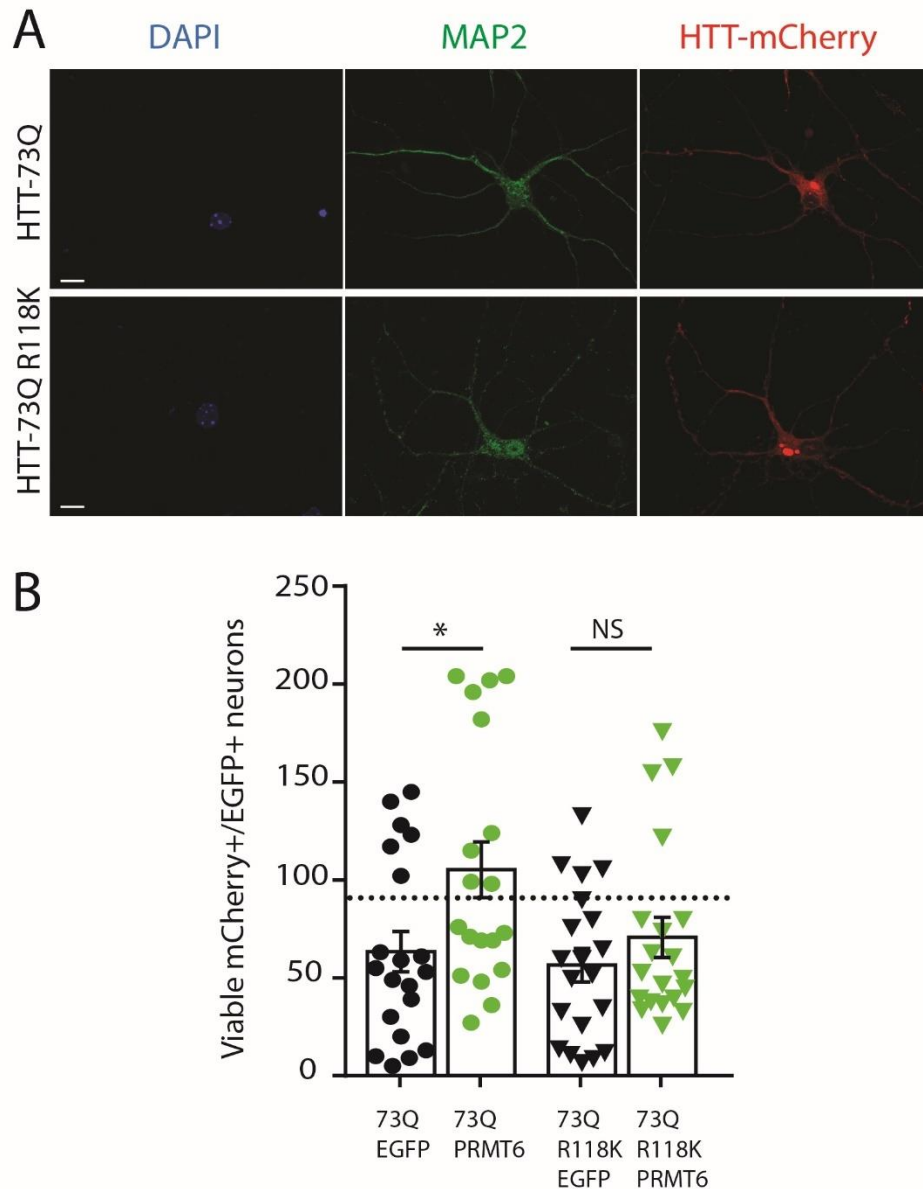 A
DAPI MAP2 HTT-mCherry
HTT-73Q
HTT-73Q R118K
B
Viable mCherry+/EGFP+ neurons
250
200
150
100
50
0
*
NS
73Q
EGFP
73Q
PRMT6
73Q
R118K
EGFP
73Q
R118K
PRMT6